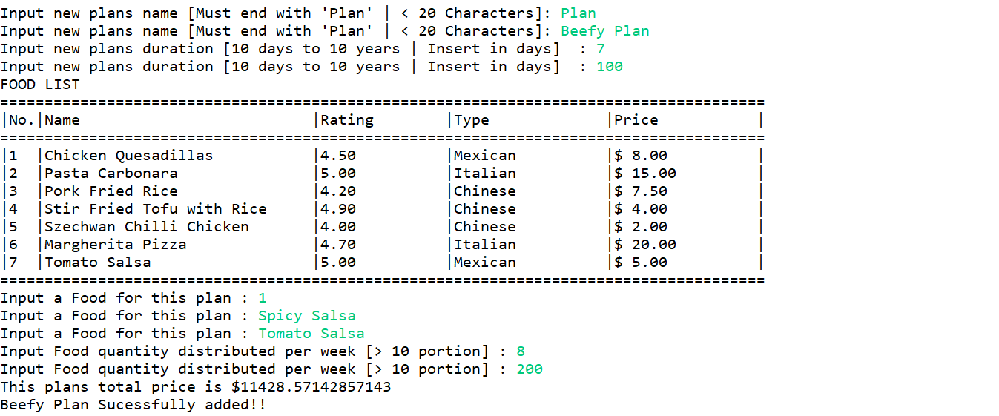 Input new plans name [Must end with 'Plan' | < 20 Characters]: Plan
Input new plans name [Must end with 'Plan' | < 20 Characters]: Beefy Plan
Input new plans duration [10 days to 10 years | Insert in days]  : 7
Input new plans duration [10 days to 10 years | Insert in days]  : 100
FOOD LIST
======================================================================================
|No.|Name                          |Rating        |Type             |Price           |
======================================================================================
|1  |Chicken Quesadillas           |4.50          |Mexican          |$ 8.00          |
|2  |Pasta Carbonara               |5.00          |Italian          |$ 15.00         |
|3  |Pork Fried Rice               |4.20          |Chinese          |$ 7.50          |
|4  |Stir Fried Tofu with Rice     |4.90          |Chinese          |$ 4.00          |
|5  |Szechwan Chilli Chicken       |4.00          |Chinese          |$ 2.00          |
|6  |Margherita Pizza              |4.70          |Italian          |$ 20.00         |
|7  |Tomato Salsa                  |5.00          |Mexican          |$ 5.00          |
======================================================================================
Input a Food for this plan : 1
Input a Food for this plan : Spicy Salsa
Input a Food for this plan : Tomato Salsa
Input Food quantity distributed per week [> 10 portion] : 8
Input Food quantity distributed per week [> 10 portion] : 200
This plans total price is $11428.57142857143
Beefy Plan Sucessfully added!!